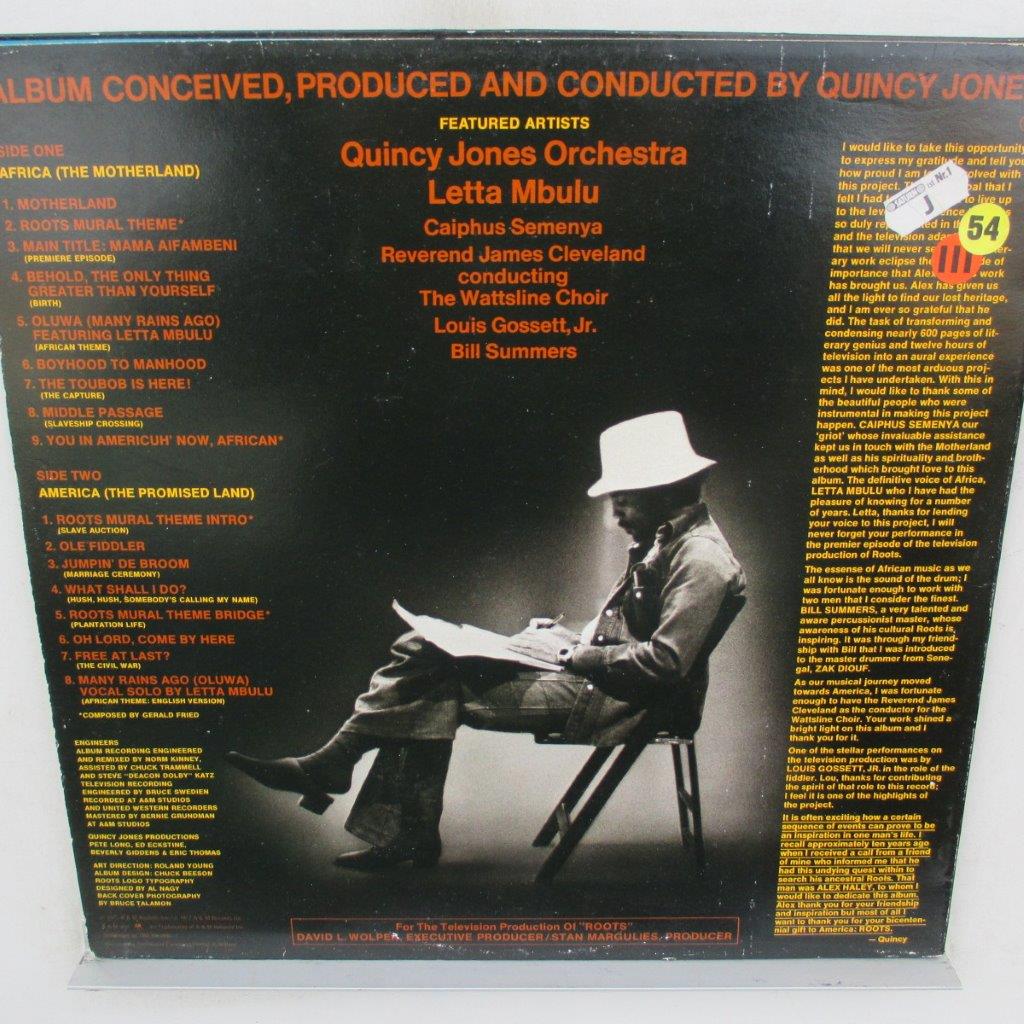 ALBUM CONCEIVED, PRODUCED AND CONDUCTED BY QUINCY JONE
SIDE ONE
AFRICA (THE MOTHERLAND)
1. MOTHERLAND
2. ROOTS MURAL THEME*
3. MAIN TITLE: MAMA AIFAMBENI
(PREMIERE EPISODE)
4. BEHOLD, THE ONLY THING
GREATER THAN YOURSELF
(BIRTH)
5. OLUWA (MANY RAINS AGO)
FEATURING LETTA MBULU
(AFRICAN THEME)
6. BOYHOOD TO MANHOOD
7. THE TOUBOB IS HERE!
(THE CAPTURE)
8. MIDDLE PASSAGE
(SLAVESHIP CROSSING)
9. YOU IN AMERICUH' NOW, AFRICAN*
SIDE TWO
AMERICA (THE PROMISED LAND)
1. ROOTS MURAL THEME INTRO*
(SLAVE AUCTION)
2. OLE FIDDLER
3. JUMPIN' DE BROOM
(MARRIAGE CEREMONY)
4. WHAT SHALL I DO?
(HUSH, HUSH, SOMEBODY'S CALLING MY NAME)
5. ROOTS MURAL THEME BRIDGE*
(PLANTATION LIFE)
6. OH LORD, COME BY HERE
7. FREE AT LAST?
(THE CIVIL WAR)
8. MANY RAINS AGO (OLUWA)
VOCAL SOLO BY LETTA MBULU
(AFRICAN THEME: ENGLISH VERSION)
*COMPOSED BY GERALD FRIED
ENGINEERS
ALBUM RECORDING ENGINEERED
AND REMIXED BY NORM KINNEY,
ASSISTED BY CHUCK TRAMMELL
AND STEVE "DEACON DOLBY" KATZ
TELEVISION RECORDING
ENGINEERED BY BRUCE SWEDIEN
RECORDED AT A&M STUDIOS
AND UNITED WESTERN RECORDERS
MASTERED BY BERNIE GRUNDMAN
AT A&M STUDIOS
QUINCY JONES PRODUCTIONS
PETE LONG, ED ECKSTINE,
BEVERLY GIDDENS & ERIC THOMAS
ART DIRECTION: ROLAND YOUNG
ALBUM DESIGN: CHUCK BEESON
ROOTS LOGO TYPOGRAPHY
DESIGNED BY AL NAGY
BACK COVER PHOTOGRAPHY
BY BRUCE TALAMON
FEATURED ARTISTS
Quincy Jones Orchestra
Letta Mbulu
Caiphus Semenya
Reverend James Cleveland
conducting
The Wattsline Choir
Louis Gossett, Jr.
Bill Summers
For The Television Production Of "ROOTS"
DAVID L. WOLPER, EXECUTIVE PRODUCER/STAN MARGULIES, PRODUCER
I would like to take this opportunity
to express my gratitude and tell you
how proud I am olved with
this project. oal that I
felt I had to live up
to the
so duly in
and the television
that we will never
ary work eclipse the of
importance that Alex work
has brought us. Alex has given us
all the light to find our lost heritage,
and I am ever so grateful that he
did. The task of transforming and
condensing nearly 600 pages of lit-
erary genius and twelve hours of
television into an aural experience
was one of the most arduous proj-
ects I have undertaken. With this in
mind, I would like to thank some of
the beautiful people who were
instrumental in making this project
happen. CAIPHUS SEMENYA our
'griot' whose invaluable assistance
kept us in touch with the Motherland
as well as his spirituality and broth-
erhood which brought love to this
album. The definitive voice of Africa,
LETTA MBULU who I have had the
pleasure of knowing for a number
of years. Letta, thanks for lending
your voice to this project, I will
never forget your performance in
the premier episode of the television
production of Roots.
The essense of African music as we
all know is the sound of the drum; I
was fortunate enough to work with
two men that I consider the finest.
BILL SUMMERS, a very talented and
aware percussionist master, whose
awareness of his cultural Roots is,
inspiring. It was through my friend-
ship with Bill that I was introduced
to the master drummer from Sene-
gal, ZAK DIOUF.
As our musical journey moved
towards America, I was fortunate
enough to have the Reverend James
Cleveland as the conductor for the
Wattsline Choir. Your work shined a
bright light on this album and I
thank you for it.
One of the stellar performances on
the television production was by
LOUIS GOSSETT, JR. in the role of the
fiddler. Lou, thanks for contributing
the spirit of that role to this record;
I feel it is one of the highlights of
the project.
It is often exciting how a certain
sequence of events can prove to be
an inspiration in one man's life. I
recall approximately ten years ago
when I received a call from a friend
of mine who informed me that he
had this undying quest within to
search his ancestral Roots. That
man was ALEX HALEY, to whom I
would like to dedicate this album.
Alex thank you for your friendship
and inspiration but most of all I
want to thank you for your bicenten-
nial gift to America: ROOTS.
— Quincy
SATURN ist Nr.1
J
54
III